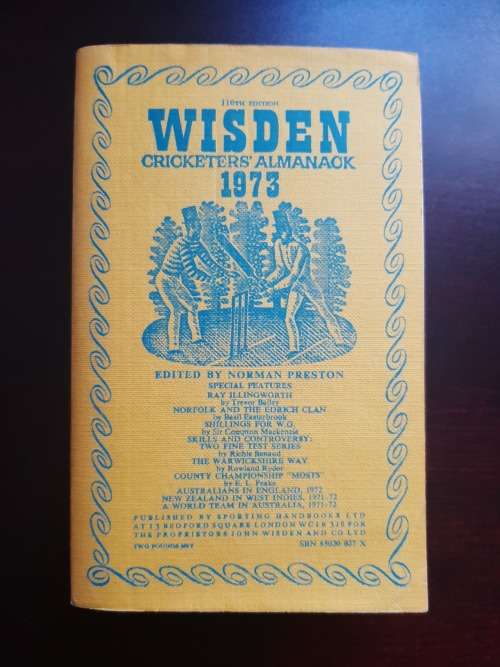 110TH EDITION
WISDEN
CRICKETERS' ALMANACK
1973
EDITED BY NORMAN PRESTON
SPECIAL FEATURES
RAY ILLINGWORTH
by Trevor Bailey
NORFOLK AND THE EDRICH CLAN
by Basil Easterbrook
SHILLINGS FOR W.G.
by Sir Compton Mackenzie
SKILLS AND CONTROVERSY:
TWO FINE TEST SERIES
by Richie Benaud
THE WARWICKSHIRE WAY
by Rowland Ryder
COUNTY CHAMPIONSHIP "MOSTS"
by E. L. Peake
AUSTRALIANS IN ENGLAND, 1972
NEW ZEALAND IN WEST INDIES, 1971-72
A WORLD TEAM IN AUSTRALIA, 1971-72
PUBLISHED BY SPORTING HANDBOOKS LTD
AT 13 BEDFORD SQUARE LONDON WC1B FOR
THE PROPRIETORS JOHN WISDEN AND CO LTD
TWO POUNDS NET
SBN